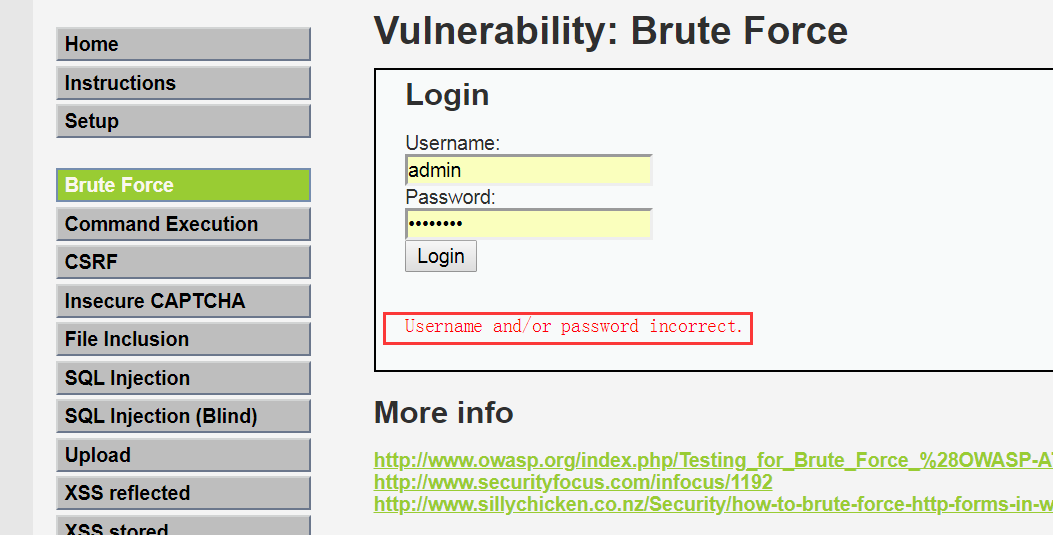 Home
Instructions
Setup
Brute Force
Command Execution
CSRF
Insecure CAPTCHA
File Inclusion
SQL Injection
SQL Injection (Blind)
Upload
XSS reflected
XSS stored
Vulnerability: Brute Force
Login
Username:
admin
Password:
••••••••
Login
Username and/or password incorrect.
More info
http://www.owasp.org/index.php/Testing_for_Brute_Force_%28OWASP-AT
http://www.securityfocus.com/infocus/1192
http://www.sillychicken.co.nz/Security/how-to-brute-force-http-forms-in-w